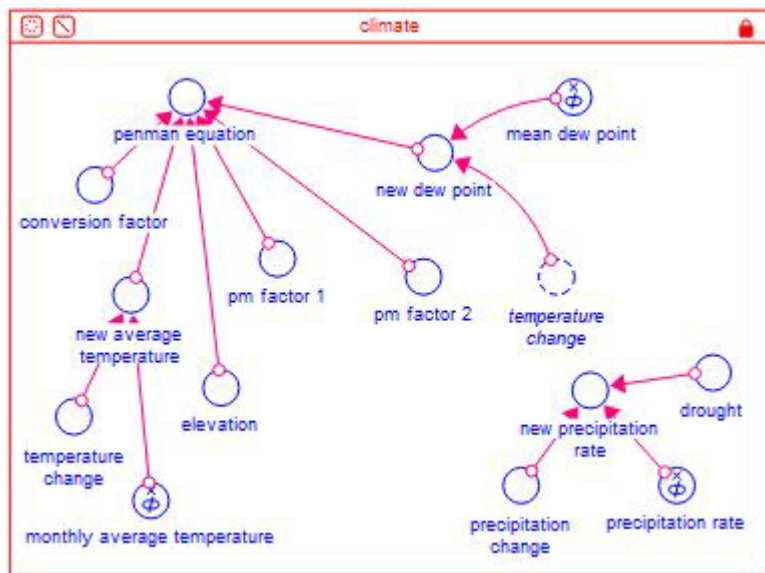 climate
penman equation
mean dew point
new dew point
conversion factor
pm factor 1
pm factor 2
temperature
change
new average
temperature
elevation
drought
new precipitation
rate
temperature
change
monthly average temperature
precipitation
change
precipitation rate